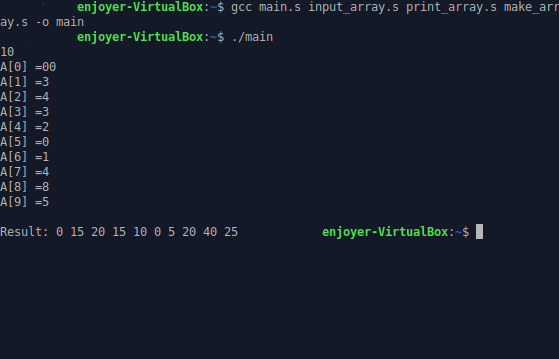 enjoyer-VirtualBox:~$ gcc main.s input_array.s print_array.s make_arr
ay.s -o main
enjoyer-VirtualBox:~$ ./main
10
A[0] =00
A[1] =3
A[2] =4
A[3] =3
A[4] =2
A[5] =0
A[6] =1
A[7] =4
A[8] =8
A[9] =5
Result: 0 15 20 15 10 0 5 20 40 25 enjoyer-VirtualBox:~$